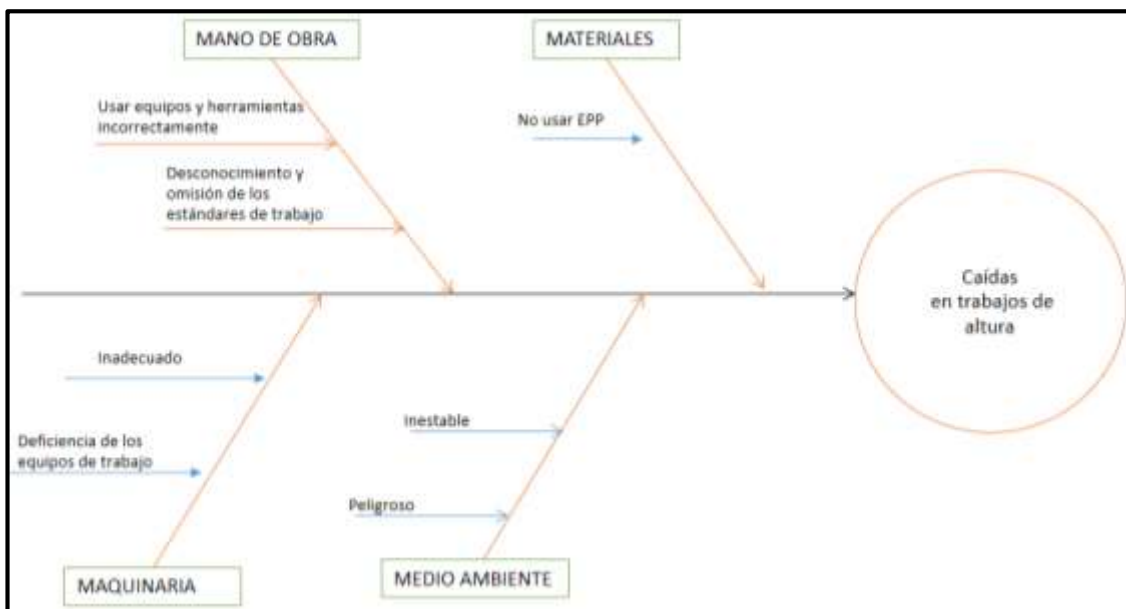 MANO DE OBRA
MATERIALES
Usar equipos y herramientas
incorrectamente
No usar EPP
Desconocimiento y
omisión de los
estándares de trabajo
Caídas
en trabajos de
altura
Inadecuado
Inestable
Deficiencia de los
equipos de trabajo
Peligroso
MEDIO AMBIENTE
MAQUINARIA